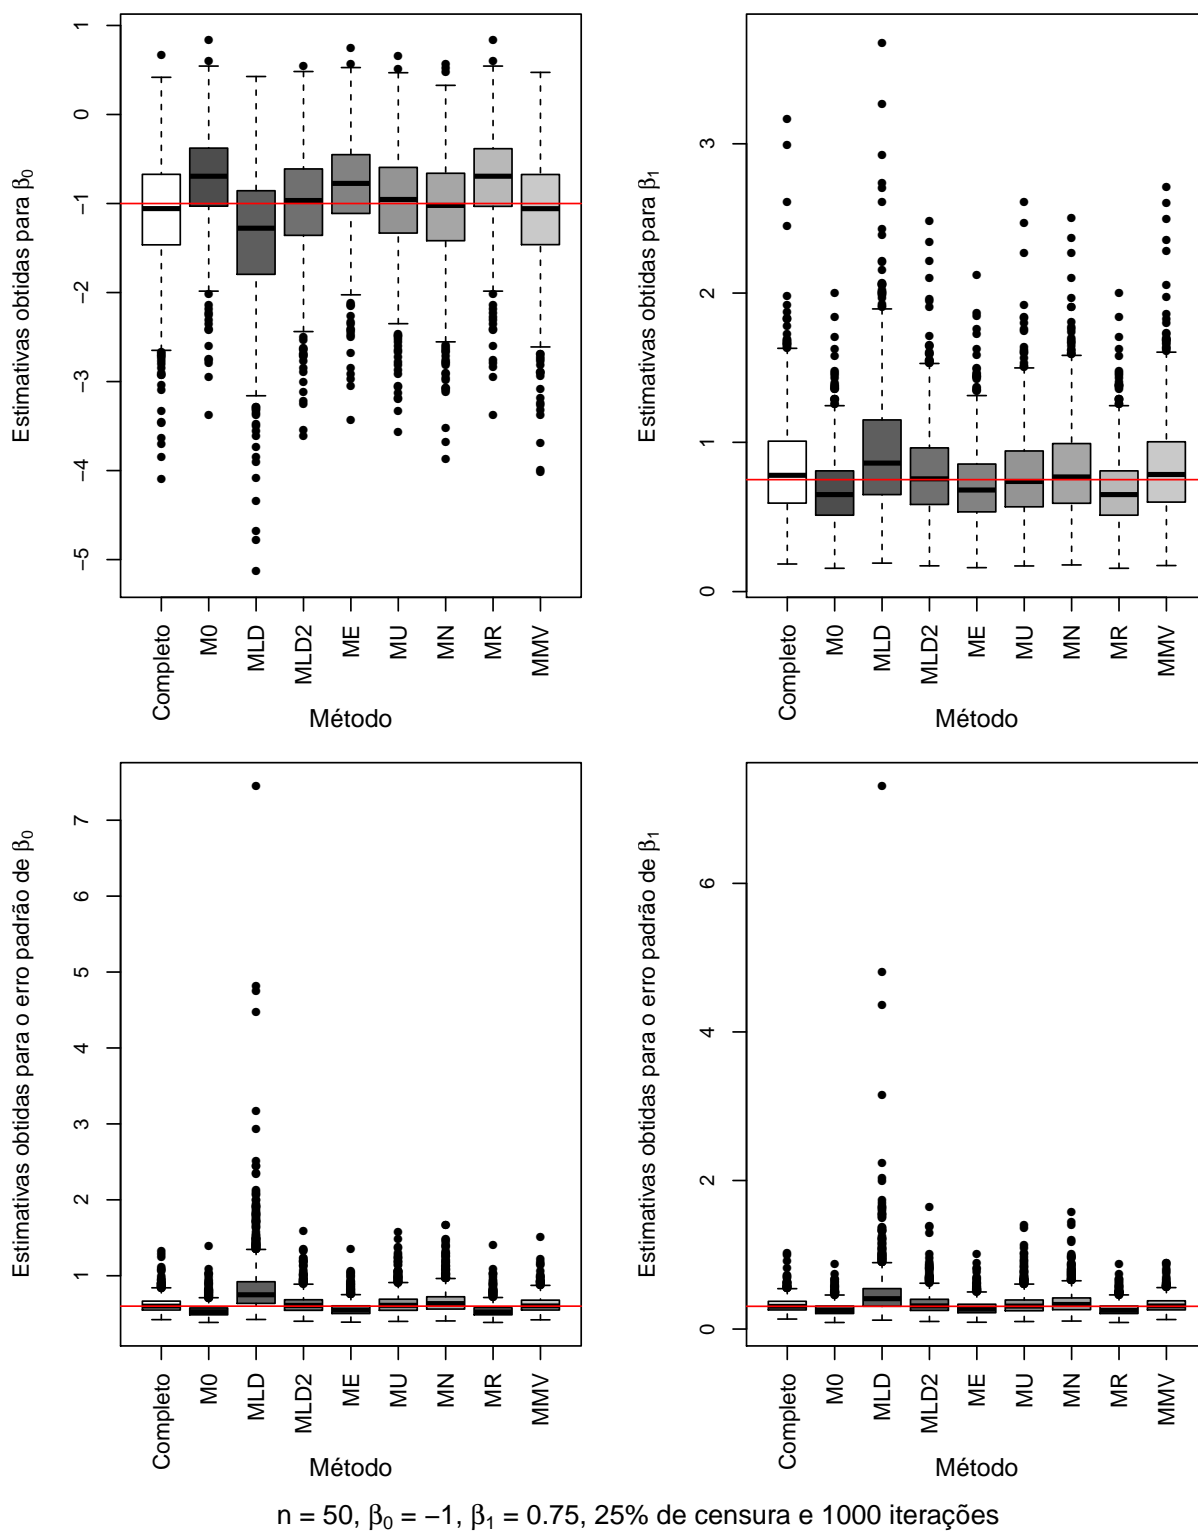 Estimativas obtidas para β0
1
0
−1
−2
−3
−4
−5
Completo
M0
MLD
MLD2
ME
MU
MN
MR
MMV
Método
Estimativas obtidas para β1
3
2
1
0
Completo
M0
MLD
MLD2
ME
MU
MN
MR
MMV
Método
Estimativas obtidas para o erro padrão de β0
7
6
5
4
3
2
1
Completo
M0
MLD
MLD2
ME
MU
MN
MR
MMV
Método
Estimativas obtidas para o erro padrão de β1
6
4
2
0
Completo
M0
MLD
MLD2
ME
MU
MN
MR
MMV
Método
n = 50, β0 = −1, β1 = 0.75, 25% de censura e 1000 iterações